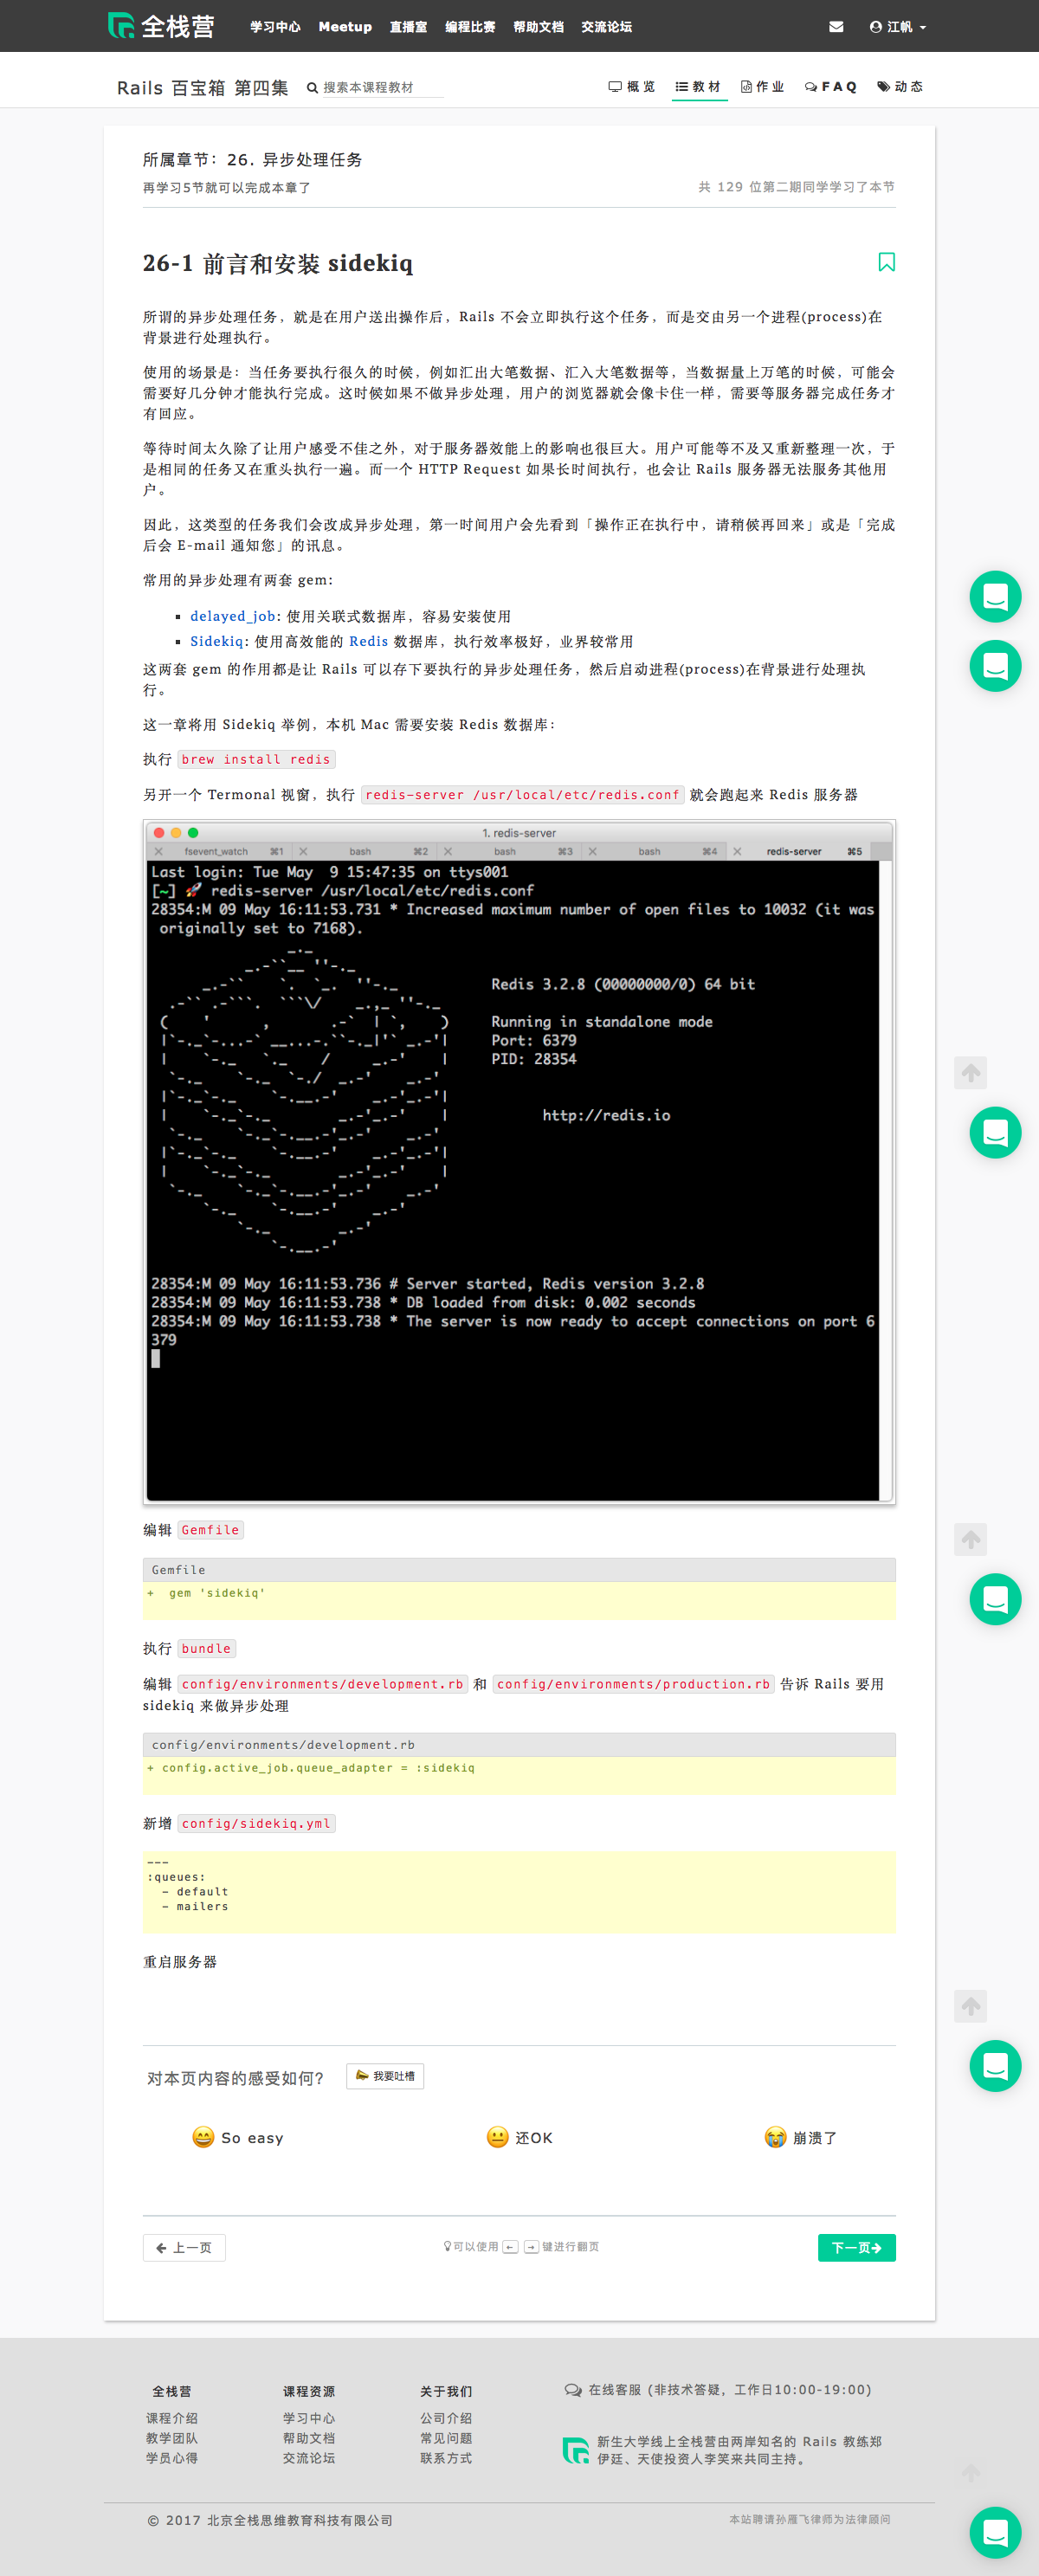 全栈营 学习中心 Meetup 直播室 编程比赛 帮助文档 交流论坛 江帆
Rails 百宝箱 第四集 搜索本课程教材 概览 教材 作业 FAQ 动态
所属章节：26. 异步处理任务
再学习5节就可以完成本章了 共 129 位第二期同学学习了本节
26-1 前言和安装 sidekiq
所谓的异步处理任务，就是在用户送出操作后，Rails 不会立即执行这个任务，而是交由另一个进程(process)在
背景进行处理执行。
使用的场景是：当任务要执行很久的时候，例如汇出大笔数据、汇入大笔数据等，当数据量上万笔的时候，可能会
需要好几分钟才能执行完成。这时候如果不做异步处理，用户的浏览器就会像卡住一样，需要等服务器完成任务才
有回应。
等待时间太久除了让用户感受不佳之外，对于服务器效能上的影响也很巨大。用户可能等不及又重新整理一次，于
是相同的任务又在重头执行一遍。而一个 HTTP Request 如果长时间执行，也会让 Rails 服务器无法服务其他用
户。
因此，这类型的任务我们会改成异步处理，第一时间用户会先看到「操作正在执行中，请稍候再回来」或是「完成
后会 E-mail 通知您」的讯息。
常用的异步处理有两套 gem:
delayed_job: 使用关联式数据库，容易安装使用
Sidekiq: 使用高效能的 Redis 数据库，执行效率极好，业界较常用
这两套 gem 的作用都是让 Rails 可以存下要执行的异步处理任务，然后启动进程(process)在背景进行处理执
行。
这一章将用 Sidekiq 举例，本机 Mac 需要安装 Redis 数据库：
执行 brew install redis
另开一个 Termonal 视窗，执行 redis-server /usr/local/etc/redis.conf 就会跑起来 Redis 服务器
1. redis-server
fsevent_watch ⌘1 bash ⌘2 bash ⌘3 bash ⌘4 redis-server ⌘5
Last login: Tue May  9 15:47:35 on ttys001
[~] 🚀 redis-server /usr/local/etc/redis.conf
28354:M 09 May 16:11:53.731 * Increased maximum number of open files to 10032 (it was
originally set to 7168).
Redis 3.2.8 (00000000/0) 64 bit
Running in standalone mode
Port: 6379
PID: 28354
http://redis.io
28354:M 09 May 16:11:53.736 # Server started, Redis version 3.2.8
28354:M 09 May 16:11:53.738 * DB loaded from disk: 0.002 seconds
28354:M 09 May 16:11:53.738 * The server is now ready to accept connections on port 6
379
编辑 Gemfile
Gemfile
+  gem 'sidekiq'
执行 bundle
编辑 config/environments/development.rb 和 config/environments/production.rb 告诉 Rails 要用
sidekiq 来做异步处理
config/environments/development.rb
+ config.active_job.queue_adapter = :sidekiq
新增 config/sidekiq.yml
---
:queues:
  - default
  - mailers
重启服务器
对本页内容的感受如何? 我要吐槽
😄 So easy 😐 还OK 😭 崩溃了
上一页 可以使用 ← → 键进行翻页 下一页
全栈营 课程资源 关于我们 在线客服 (非技术答疑，工作日10:00-19:00)
课程介绍 学习中心 公司介绍
教学团队 帮助文档 常见问题 新生大学线上全栈营由两岸知名的 Rails 教练郑
学员心得 交流论坛 联系方式 伊廷、天使投资人李笑来共同主持。
© 2017 北京全栈思维教育科技有限公司 本站聘请孙雁飞律师为法律顾问